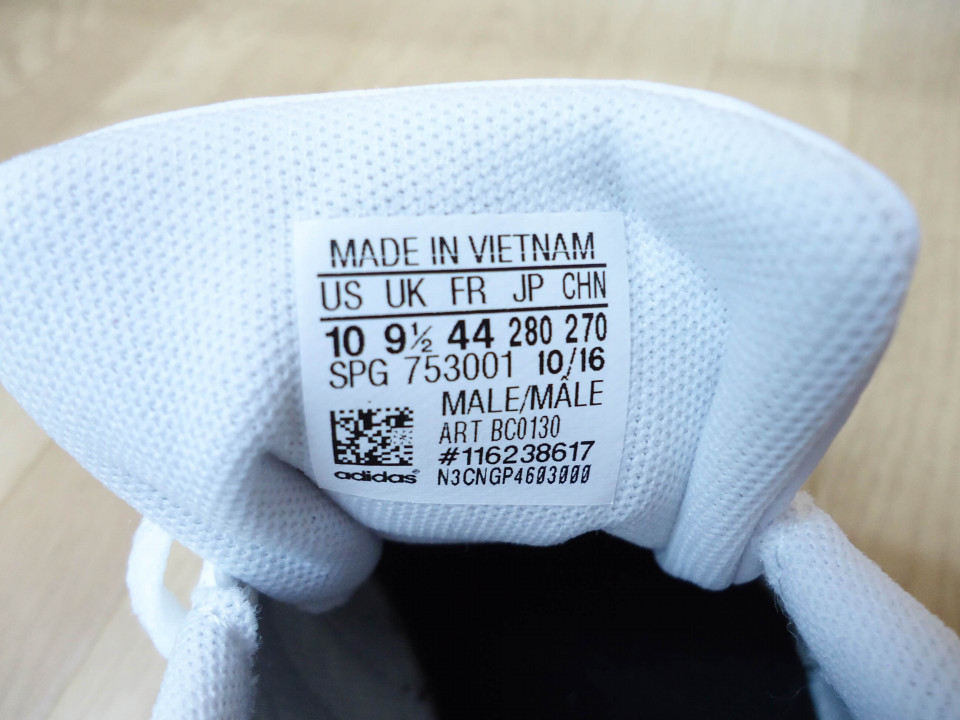 MADE IN VIETNAM
US UK FR JP CHN
10 9½ 44 280 270
SPG 753001 10/16
MALE/MÂLE
ART BC0130
#116238617
adidas® N3CNGP4603000